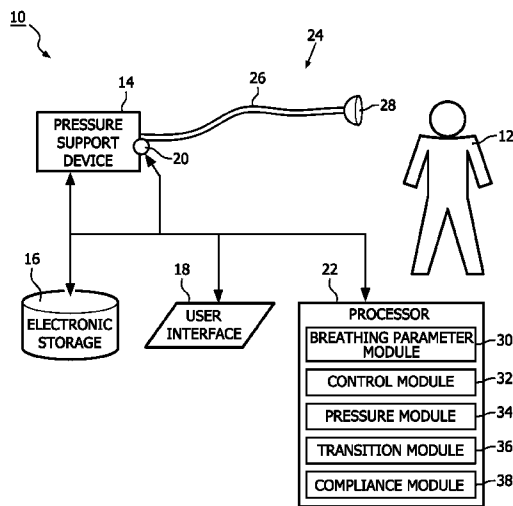 10
24
14
26
28
PRESSURE
SUPPORT
DEVICE
20
12
16
18
22
ELECTRONIC
STORAGE
USER
INTERFACE
PROCESSOR
BREATHING PARAMETER
MODULE
30
CONTROL MODULE
32
PRESSURE MODULE
34
TRANSITION MODULE
36
COMPLIANCE MODULE
38